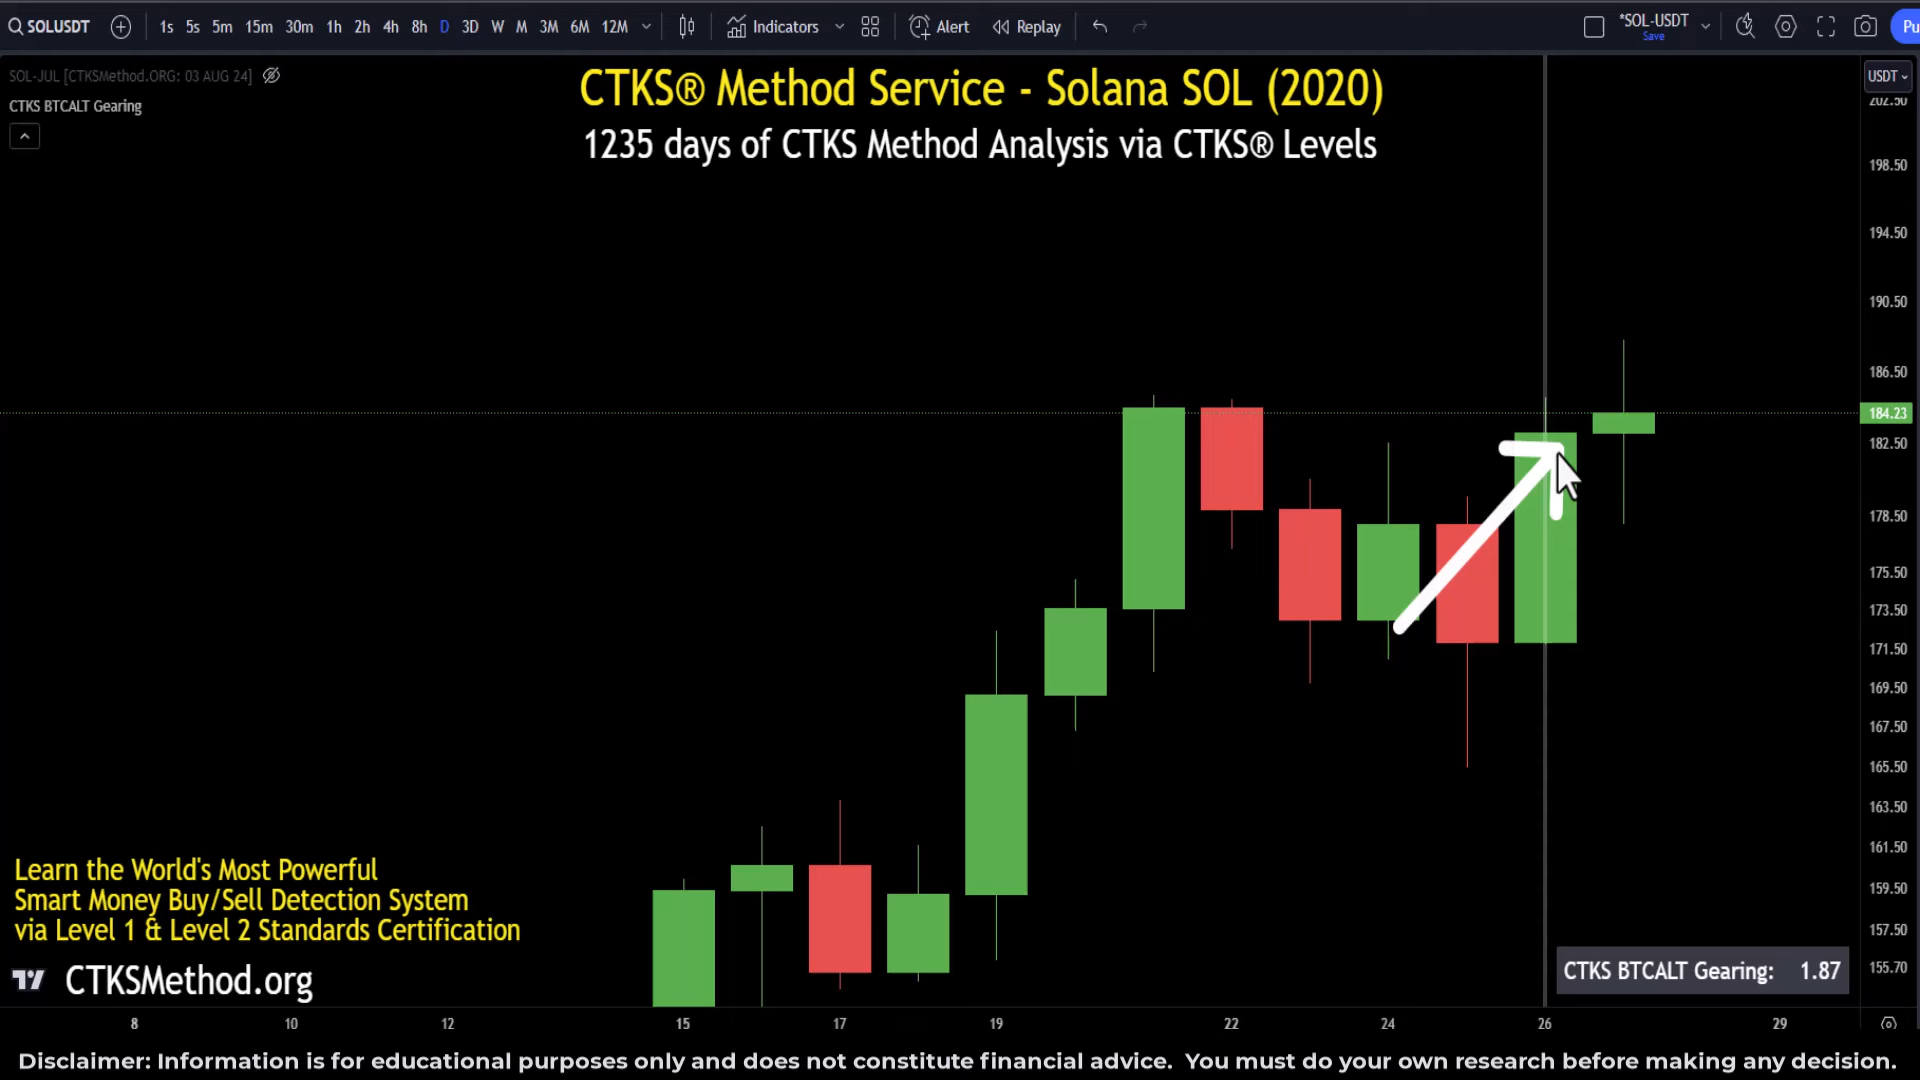 SOLUSDT 1s 5s 5m 15m 30m 1h 2h 4h 8h D 3D W M 3M 6M 12M Indicators Alert Replay *SOL-USDT Save Pu
SOL-JUL [CTKSMethod.ORG: 03 AUG 24]
CTKS BTCALT Gearing
CTKS® Method Service - Solana SOL (2020)
1235 days of CTKS Method Analysis via CTKS® Levels
USDT
202.50
198.50
194.50
190.50
186.50
184.23
182.50
178.50
175.50
173.50
171.50
169.50
167.50
165.50
163.50
161.50
159.50
157.50
155.70
Learn the World's Most Powerful
Smart Money Buy/Sell Detection System
via Level 1 & Level 2 Standards Certification
CTKSMethod.org
CTKS BTCALT Gearing: 1.87
8 10 12 15 17 19 22 24 26 29
Disclaimer: Information is for educational purposes only and does not constitute financial advice. You must do your own research before making any decision.